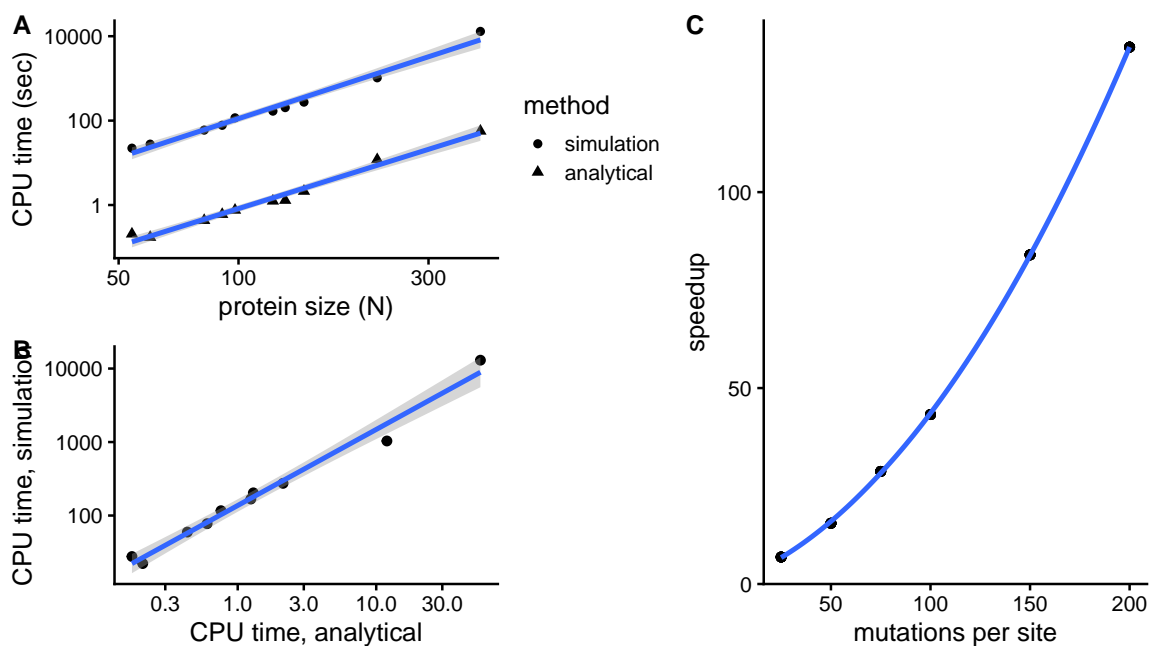 A
CPU time (sec)
10000
100
1
50
100
300
protein size (N)
method
simulation
analytical
B
CPU time, simulation
10000
1000
100
0.3
1.0
3.0
10.0
30.0
CPU time, analytical
C
speedup
100
50
0
50
100
150
200
mutations per site